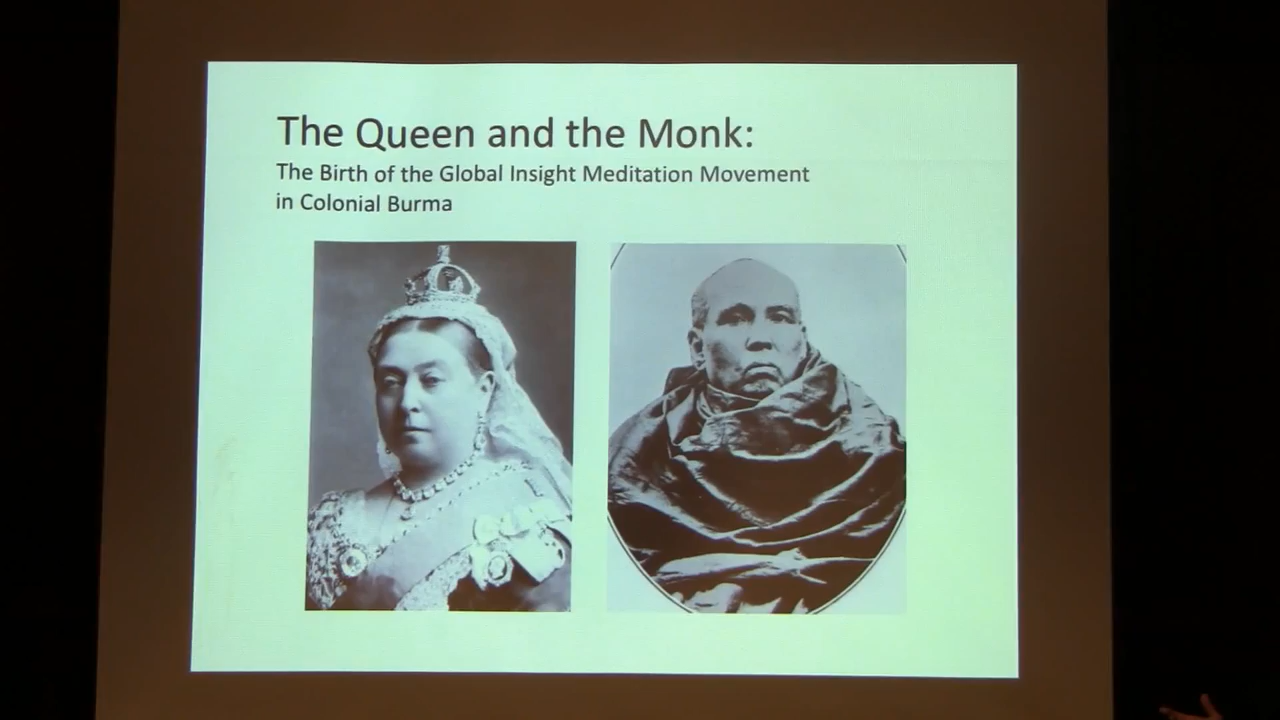 The Queen and the Monk:
The Birth of the Global Insight Meditation Movement
in Colonial Burma